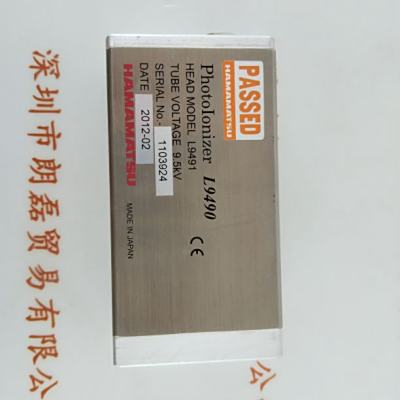 PASSED
HAMAMATSU
PhotoIonizer L9490
HEAD MODEL L9491
TUBE VOLTAGE 9.5kV
SERIAL No.- 1103924
DATE 2012-02
HAMAMATSU
MADE IN JAPAN
CE
深圳市朗磊贸易有限公